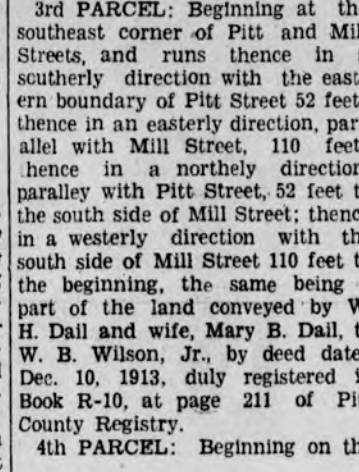 3rd PARCEL: Beginning at th
southeast corner of Pitt and Mil
Streets, and runs thence in
scutherly direction with the east
ern boundary of Pitt Street 52 feet
thence in an easterly direction, par
allel with Mill Street, 110 feet
hence in a northely direction
paralley with Pitt Street, 52 feet t
the south side of Mill Street; thenc
in a westerly direction with th
south side of Mill Street 110 feet t
the beginning, the same being
part of the land conveyed by W
H. Dail and wife, Mary B. Dail, t
W. B. Wilson, Jr., by deed date
Dec. 10, 1913, duly registered i
Book R-10, at page 211 of Pi
County Registry.
4th PARCEL: Beginning on th